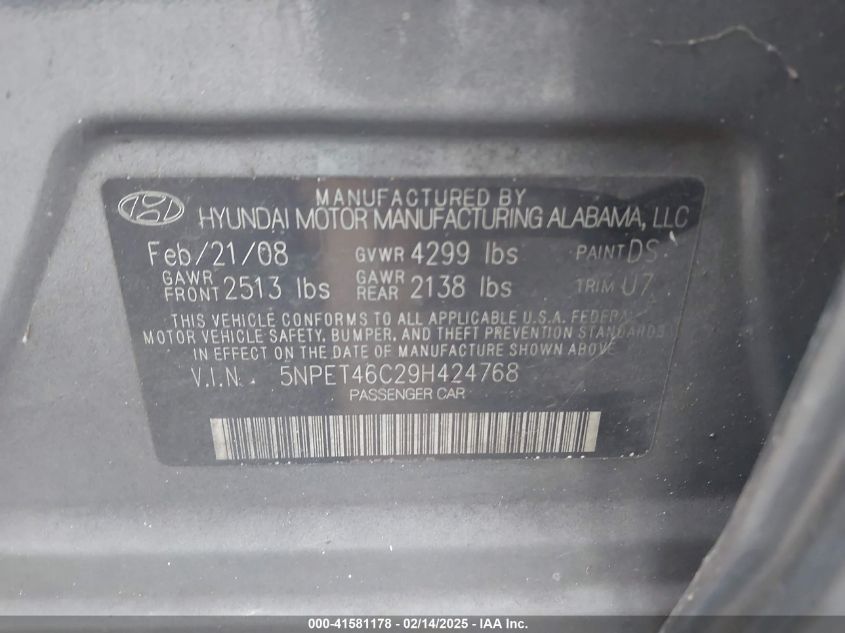 MANUFACTURED BY
HYUNDAI MOTOR MANUFACTURING ALABAMA, LLC
Feb/21/08 GVWR 4299 lbs PAINT DS
GAWR FRONT 2513 lbs GAWR REAR 2138 lbs TRIM U7
THIS VEHICLE CONFORMS TO ALL APPLICABLE U.S.A. FEDERAL
MOTOR VEHICLE SAFETY, BUMPER, AND THEFT PREVENTION STANDARDS
IN EFFECT ON THE DATE OF MANUFACTURE SHOWN ABOVE
V.I.N. 5NPET46C29H424768
PASSENGER CAR
000-41581178 - 02/14/2025 - IAA Inc.